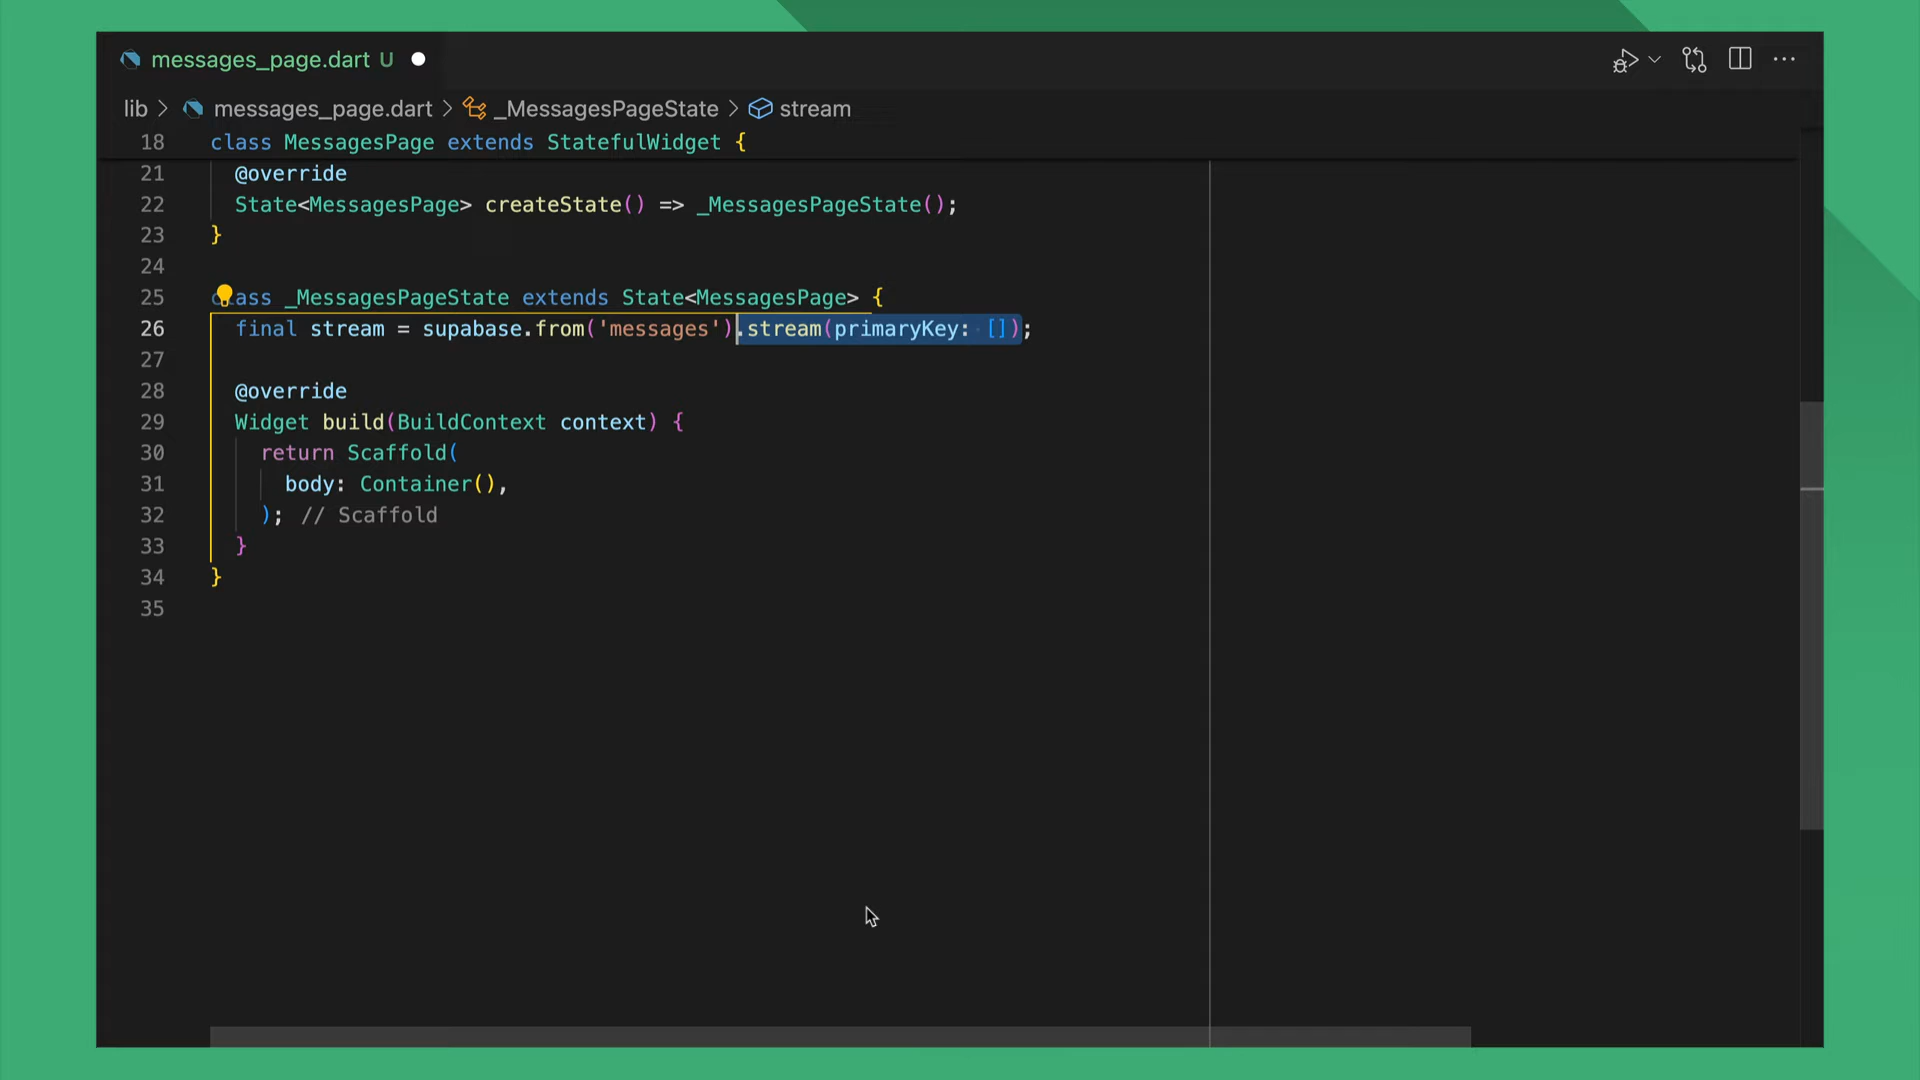 messages_page.dart U
lib > messages_page.dart > _MessagesPageState > stream
18 class MessagesPage extends StatefulWidget {
21 @override
22 State<MessagesPage> createState() => _MessagesPageState();
23 }
24
25 class _MessagesPageState extends State<MessagesPage> {
26 final stream = supabase.from('messages').stream(primaryKey: []);
27
28 @override
29 Widget build(BuildContext context) {
30 return Scaffold(
31 body: Container(),
32 ); // Scaffold
33 }
34 }
35